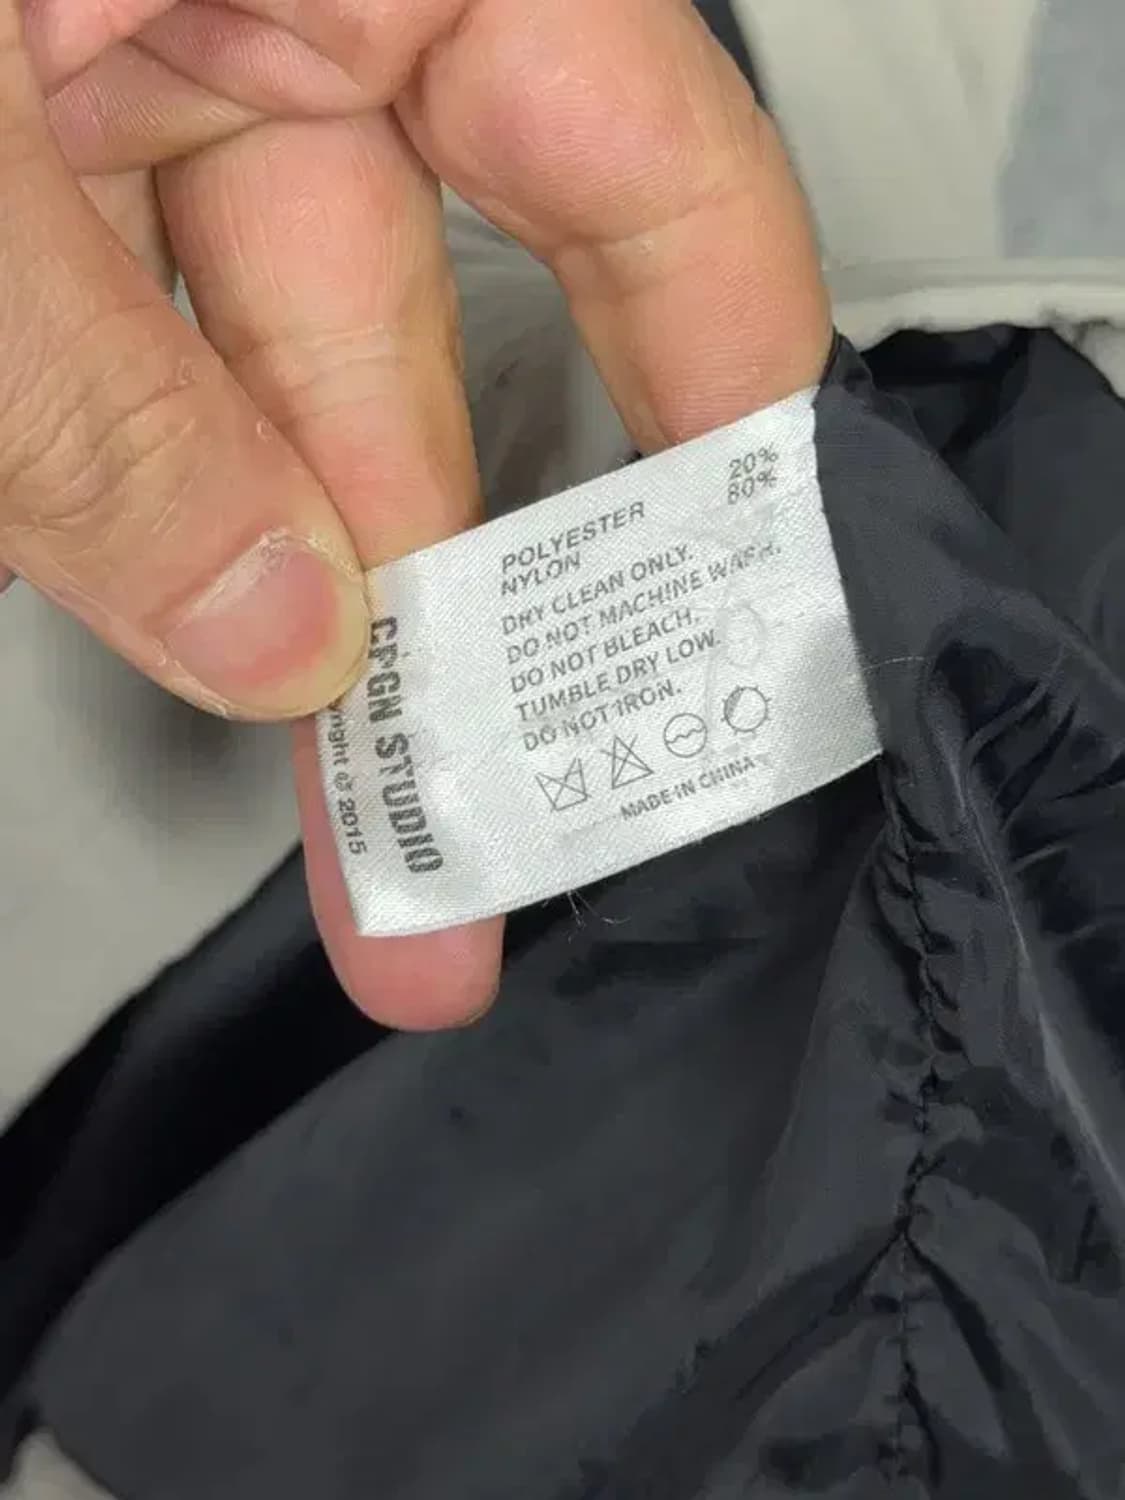 POLYESTER 20%
NYLON 80%
DRY CLEAN ONLY.
DO NOT MACHINE WASH.
DO NOT BLEACH.
TUMBLE DRY LOW.
DO NOT IRON.
MADE IN CHINA
CPGN STUDIO
© 2015